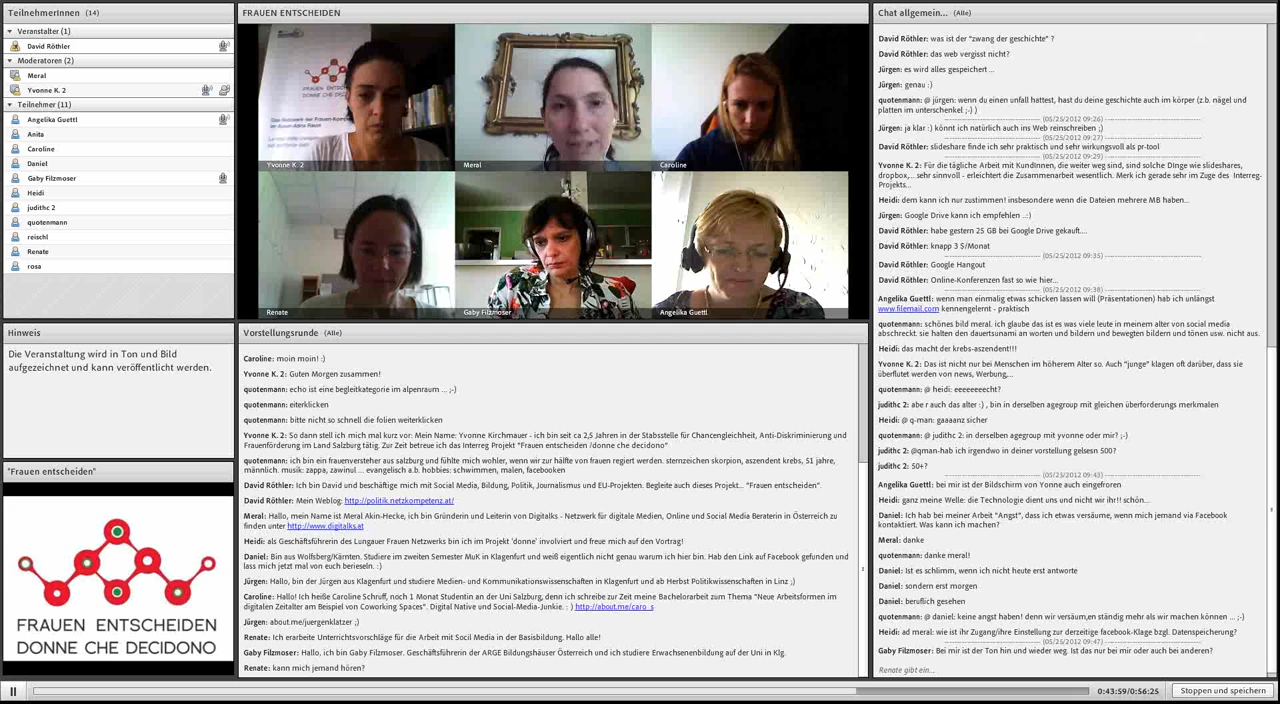 TeilnehmerInnen (14)
Veranstalter (1)
David Röthler
Moderatoren (2)
Meral
Yvonne K. 2
Teilnehmer (11)
Angelika Guettl
Anita
Caroline
Daniel
Gaby Filzmoser
Heidi
judithc 2
quotenmann
reischl
Renate
rosa
Hinweis
Die Veranstaltung wird in Ton und Bild
aufgezeichnet und kann veröffentlicht werden.
"Frauen entscheiden"
FRAUEN ENTSCHEIDEN
DONNE CHE DECIDONO
FRAUEN ENTSCHEIDEN
Yvonne K. 2
Meral
Caroline
Renate
Gaby Filzmoser
Angelika Guettl
Vorstellungsrunde (Alle)
Caroline: moin moin! :)
Yvonne K. 2: Guten Morgen zusammen!
quotenmann: echo ist eine begleitkategorie im alpenraum ... ;-)
quotenmann: eiterklicken
quotenmann: bitte nicht so schnell die folien weiterklicken
Yvonne K. 2: So dann stell ich mich mal kurz vor: Mein Name: Yvonne Kirchmauer - ich bin seit ca 2,5 Jahren in der Stabsstelle für Chancengleichheit, Anti-Diskriminierung und
Frauenförderung im Land Salzburg tätig. Zur Zeit betreue ich das Interreg Projekt "Frauen entscheiden /donne che decidono"
quotenmann: ich bin ein frauenversteher aus salzburg und fühlte mich wohler, wenn wir zur hälfte von frauen regiert werden. sternzeichen skorpion, aszendent krebs, 51 jahre,
männlich. musik: zappa, zawinul ... evangelisch a.b. hobbies: schwimmen, malen, facebooken
David Röthler: Ich bin David und beschäftige mich mit Social Media, Bildung, Politik, Journalismus und EU-Projekten. Begleite auch dieses Projekt... "Frauen entscheiden".
David Röthler: Mein Weblog: http://politik.netzkompetenz.at/
Meral: Hallo, mein Name ist Meral Akin-Hecke, ich bin Gründerin und Leiterin von Digitalks - Netzwerk für digitale Medien, Online und Social Media Beraterin in Österreich zu
finden unter http://www.digitalks.at
Heidi: als Geschäftsführerin des Lungauer Frauen Netzwerks bin ich im Projekt 'donne' involviert und freue mich auf den Vortrag!
Daniel: Bin aus Wolfsberg/Kärnten. Studiere im zweiten Semester MuK in Klagenfurt und weiß eigentlich nicht genau warum ich hier bin. Hab den Link auf Facebook gefunden und
lass mich jetzt mal von euch berieseln. :)
Jürgen: Hallo, bin der Jürgen aus Klagenfurt und studiere Medien- und Kommunikationswissenschaften in Klagenfurt und ab Herbst Politikwissenschaften in Linz ;)
Caroline: Hallo! Ich heiße Caroline Schruff, noch 1 Monat Studentin an der Uni Salzburg, denn ich schreibe zur Zeit meine Bachelorarbeit zum Thema "Neue Arbeitsformen im
digitalen Zeitalter am Beispiel von Coworking Spaces". Digital Native und Social-Media-Junkie. : ) http://about.me/caro_s
Jürgen: about.me/juergenklatzer ;)
Renate: Ich erarbeite Unterrichtsvorschläge für die Arbeit mit Socil Media in der Basisbildung. Hallo alle!
Gaby Filzmoser: Hallo, ich bin Gaby Filzmoser. Geschäftsführerin der ARGE Bildungshäuser Österreich und ich studiere Erwachsenenbildung auf der Uni in Klg.
Renate: kann mich jemand hören?
Chat allgemein... (Alle)
David Röthler: was ist der "zwang der geschichte" ?
David Röthler: das web vergisst nicht?
Jürgen: es wird alles gespeichert ...
Jürgen: genau :)
quotenmann: @ jürgen: wenn du einen unfall hattest, hast du deine geschichte auch im körper (z.b. nägel und
platten im unterschenkel ;-) )
(05/25/2012 09:26)
Jürgen: ja klar :) könnt ich natürlich auch ins Web reinschreiben ;)
(05/25/2012 09:27)
David Röthler: slideshare finde ich sehr praktisch und sehr wirkungsvoll als pr-tool
(05/25/2012 09:29)
Yvonne K. 2: Für die tägliche Arbeit mit KundInnen, die weiter weg sind, sind solche DInge wie slideshares,
dropbox,... sehr sinnvoll - erleichtert die Zusammenarbeit wesentlich. Merk ich gerade sehr im Zuge des Interreg-
Projekts...
Heidi: dem kann ich nur zustimmen! insbesondere wenn die Dateien mehrere MB haben...
Jürgen: Google Drive kann ich empfehlen ..:)
David Röthler: habe gestern 25 GB bei Google Drive gekauft....
David Röthler: knapp 3 $/Monat
(05/25/2012 09:35)
David Röthler: Google Hangout
David Röthler: Online-Konferenzen fast so wie hier...
(05/25/2012 09:38)
Angelika Guettl: wenn man einmalig etwas schicken lassen will (Präsentationen) hab ich unlängst
www.filemail.com kennengelernt - praktisch
quotenmann: schönes bild meral. ich glaube das ist es was viele leute in meinem alter von social media
abschreckt. sie halten den dauertsunami an worten und bildern und bewegten bildern und tönen usw. nicht aus.
Heidi: das macht der krebs-aszendent!!!
Yvonne K. 2: Das ist nicht nur bei Menschen im höherem Alter so. Auch "junge" klagen oft darüber, dass sie
überflutet werden von news, Werbung,...
quotenmann: @ heidi: eeeeeeeecht?
judithc 2: abe r auch das alter :) , bin in derselben agegroup mit gleichen überforderungs merkmalen
Heidi: @ q-man: gaaaanz sicher
quotenmann: @ judithc 2: in derselben agegroup mit yvonne oder mir? ;-)
judithc 2: @qman-hab ich irgendwo in deiner vorstellung gelsesn 500?
judithc 2: 50+?
(05/25/2012 09:43)
Angelika Guettl: bei mir ist der Bildshirm von Yonne auch eingefroren
Heidi: ganz meine Welle: die Technologie dient uns und nicht wir ihr!! schön...
Daniel: Ich hab bei meiner Arbeit "Angst", dass ich etwas versäume, wenn mich jemand via Facebook
kontaktiert. Was kann ich machen?
Meral: danke
quotenmann: danke meral!
Daniel: Ist es schlimm, wenn ich nicht heute erst antworte
Daniel: sondern erst morgen
Daniel: beruflich gesehen
quotenmann: @ daniel: keine angst haben! denn wir versäum,en ständig mehr als wir machen können ... ;-)
Heidi: ad meral: wie ist ihr Zugang/ihre Einstellung zur derzeitige facebook-Klage bzgl. Datenspeicherung?
(05/25/2012 09:47)
Gaby Filzmoser: Bei mir ist der Ton hin und wieder weg. Ist das nur bei mir oder auch bei anderen?
Renate gibt ein...
0:43:59/0:56:25
Stoppen und speichern